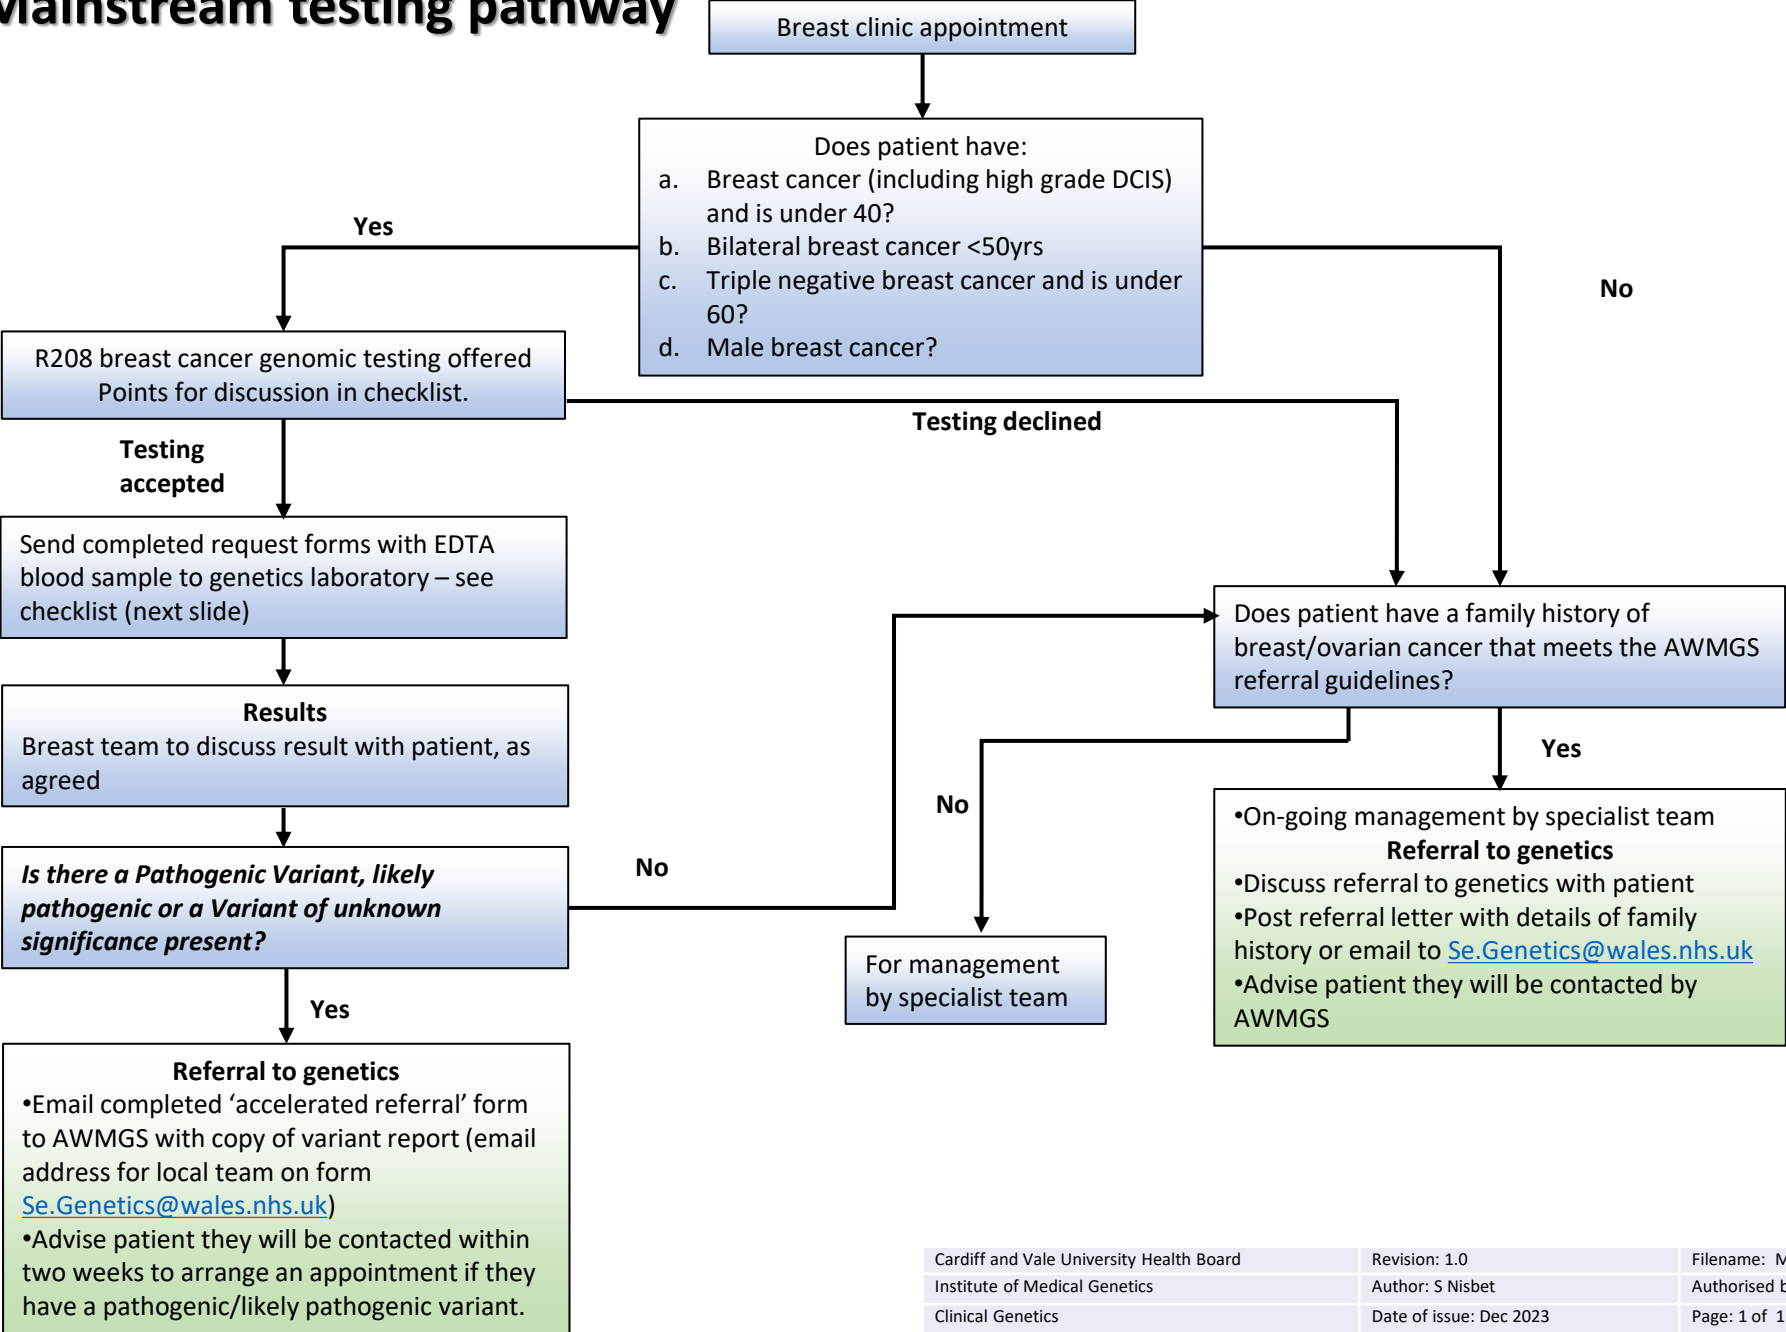 Mainstream testing pathway
Breast clinic appointment
Does patient have:
a. Breast cancer (including high grade DCIS)
and is under 40?
b. Bilateral breast cancer <50yrs
c. Triple negative breast cancer and is under
60?
d. Male breast cancer?
Yes
No
R208 breast cancer genomic testing offered
Points for discussion in checklist.
Testing declined
Testing
accepted
Send completed request forms with EDTA
blood sample to genetics laboratory – see
checklist (next slide)
Does patient have a family history of
breast/ovarian cancer that meets the AWMGS
referral guidelines?
Results
Breast team to discuss result with patient, as
agreed
Yes
No
•On-going management by specialist team
Referral to genetics
•Discuss referral to genetics with patient
•Post referral letter with details of family
history or email to Se.Genetics@wales.nhs.uk
•Advise patient they will be contacted by
AWMGS
Is there a Pathogenic Variant, likely
pathogenic or a Variant of unknown
significance present?
No
For management
by specialist team
Yes
Referral to genetics
•Email completed ‘accelerated referral’ form
to AWMGS with copy of variant report (email
address for local team on form
Se.Genetics@wales.nhs.uk)
•Advise patient they will be contacted within
two weeks to arrange an appointment if they
have a pathogenic/likely pathogenic variant.
Cardiff and Vale University Health Board Revision: 1.0 Filename: M
Institute of Medical Genetics Author: S Nisbet Authorised b
Clinical Genetics Date of issue: Dec 2023 Page: 1 of 1